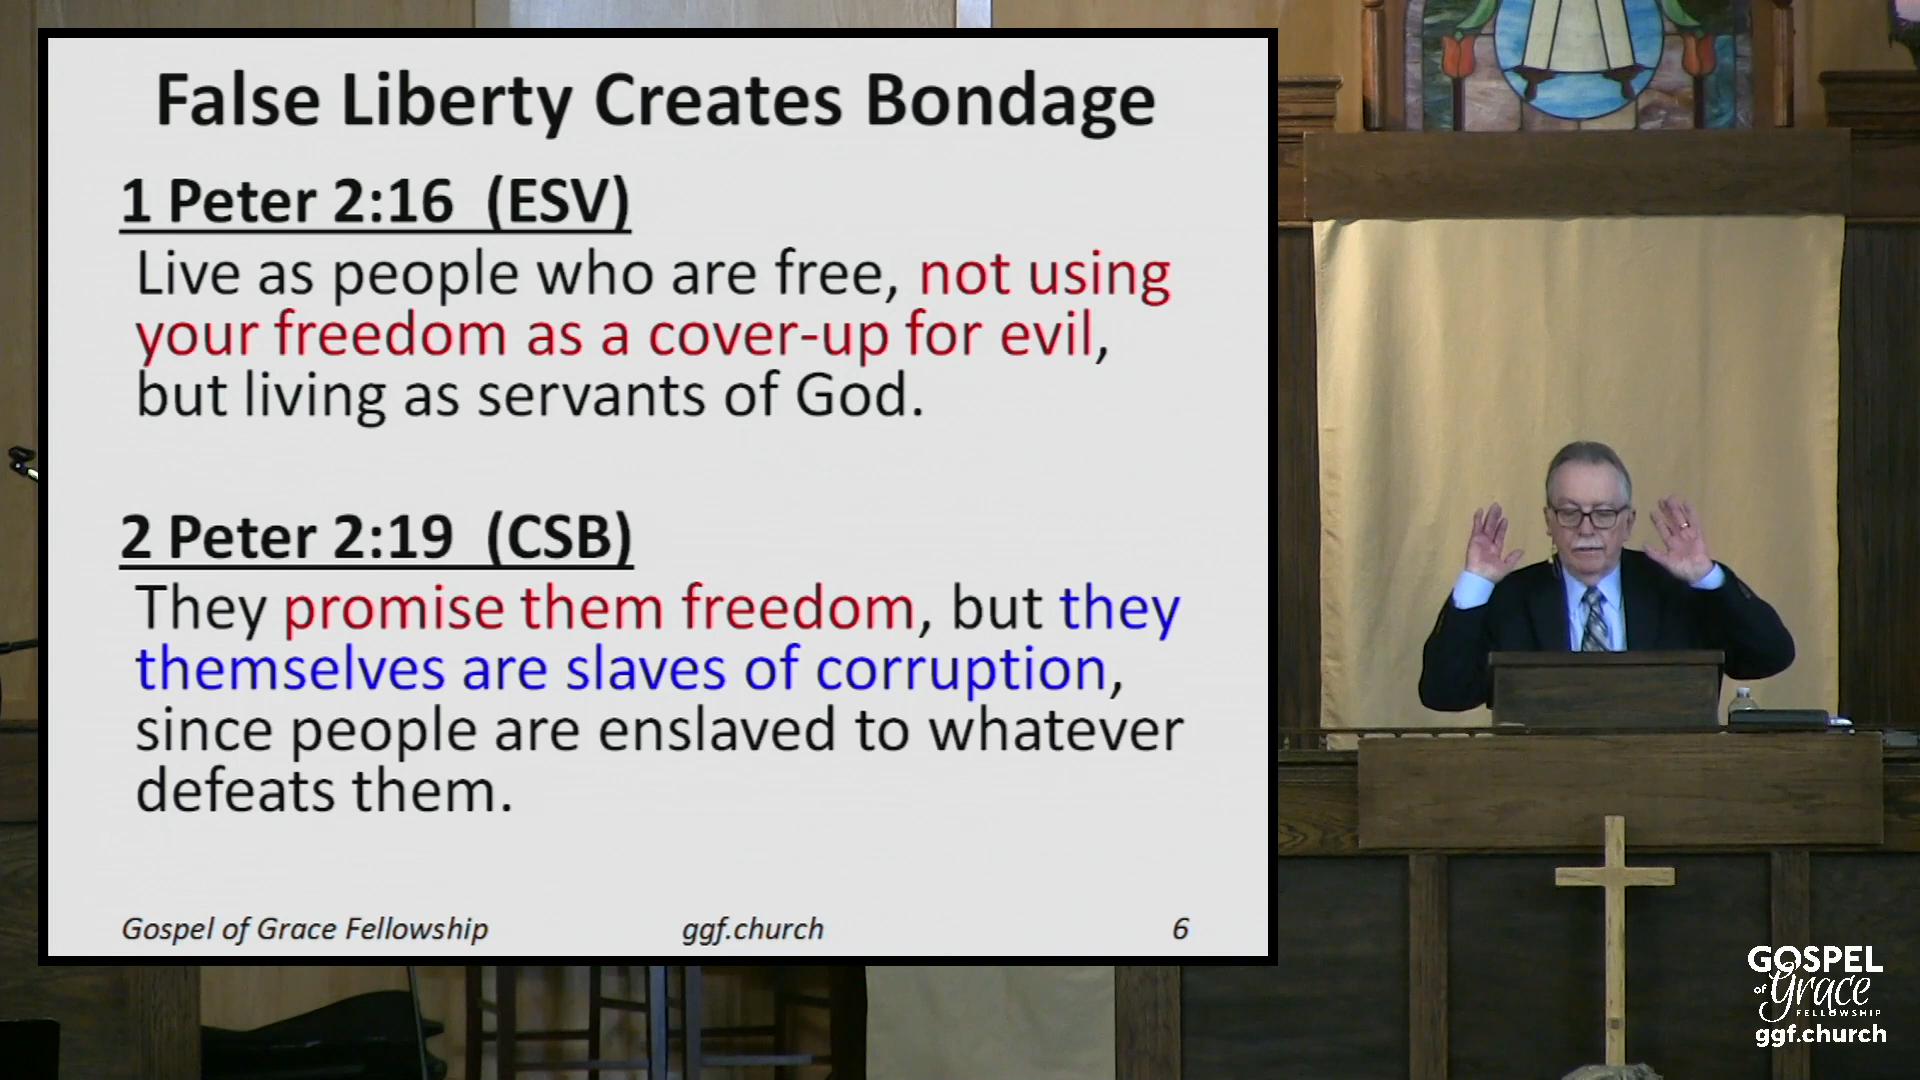 False Liberty Creates Bondage
1 Peter 2:16 (ESV)
Live as people who are free, not using
your freedom as a cover-up for evil,
but living as servants of God.
2 Peter 2:19 (CSB)
They promise them freedom, but they
themselves are slaves of corruption,
since people are enslaved to whatever
defeats them.
Gospel of Grace Fellowship ggf.church 6
GOSPEL
of Grace
FELLOWSHIP
ggf.church